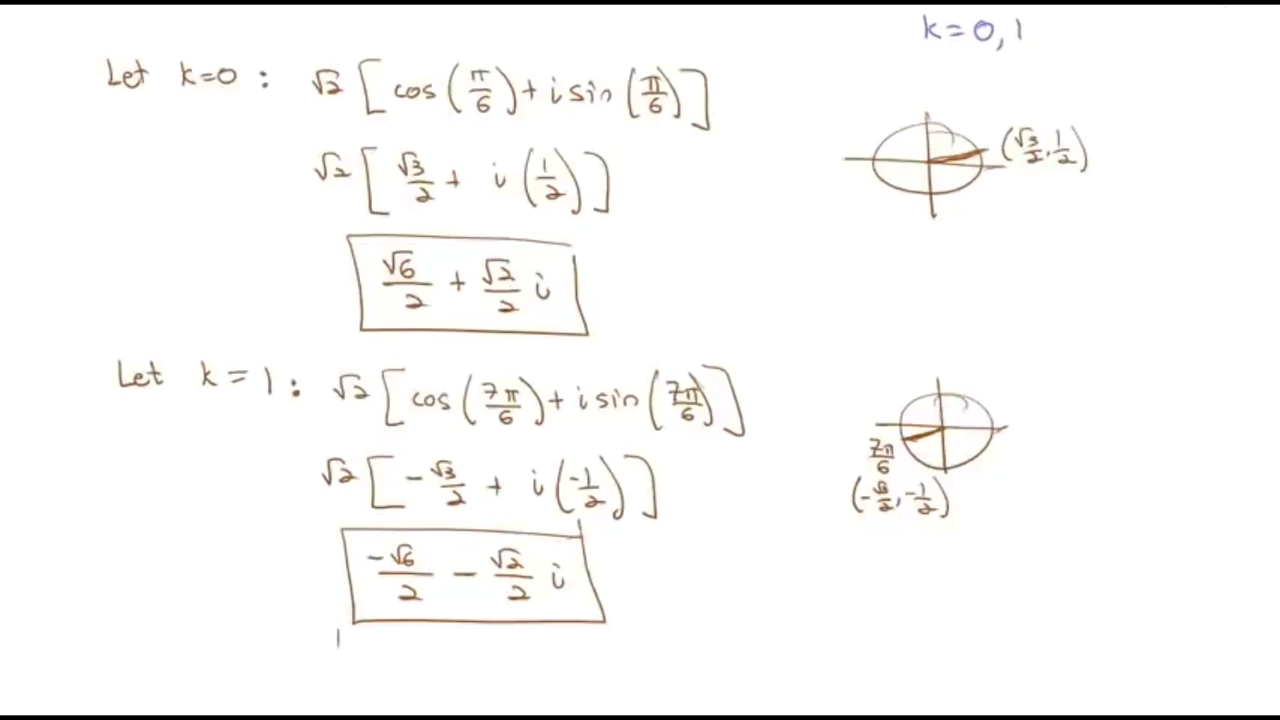 k=0,1
Let k=0 : √2 [cos(π/6) + i sin(π/6)]
√2 [√3/2 + i (1/2)]
(√3/2, 1/2)
√6/2 + √2/2 i
Let k=1 : √2 [cos(7π/6) + i sin(7π/6)]
√2 [-√3/2 + i (-1/2)]
7π/6
(-√3/2, -1/2)
-√6/2 - √2/2 i